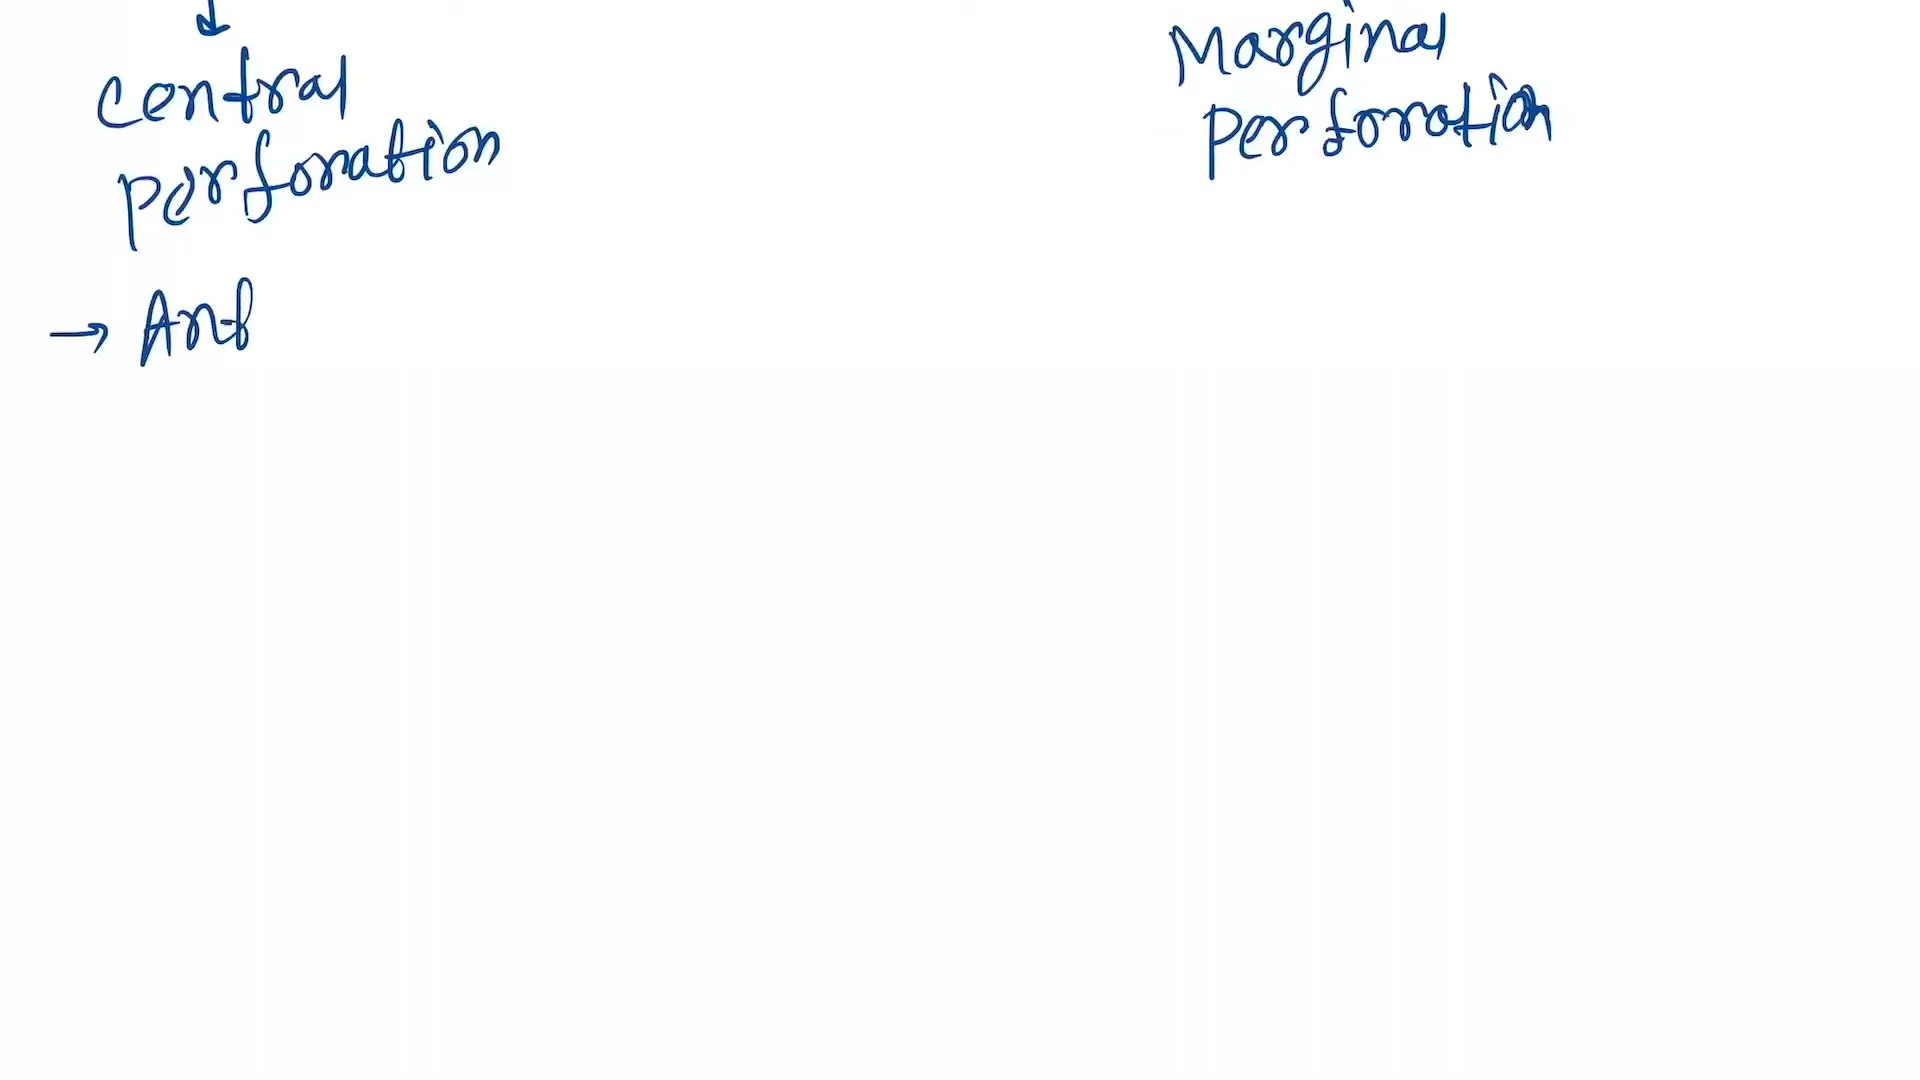 Central
perforation
→ Ant
Marginal
perforation